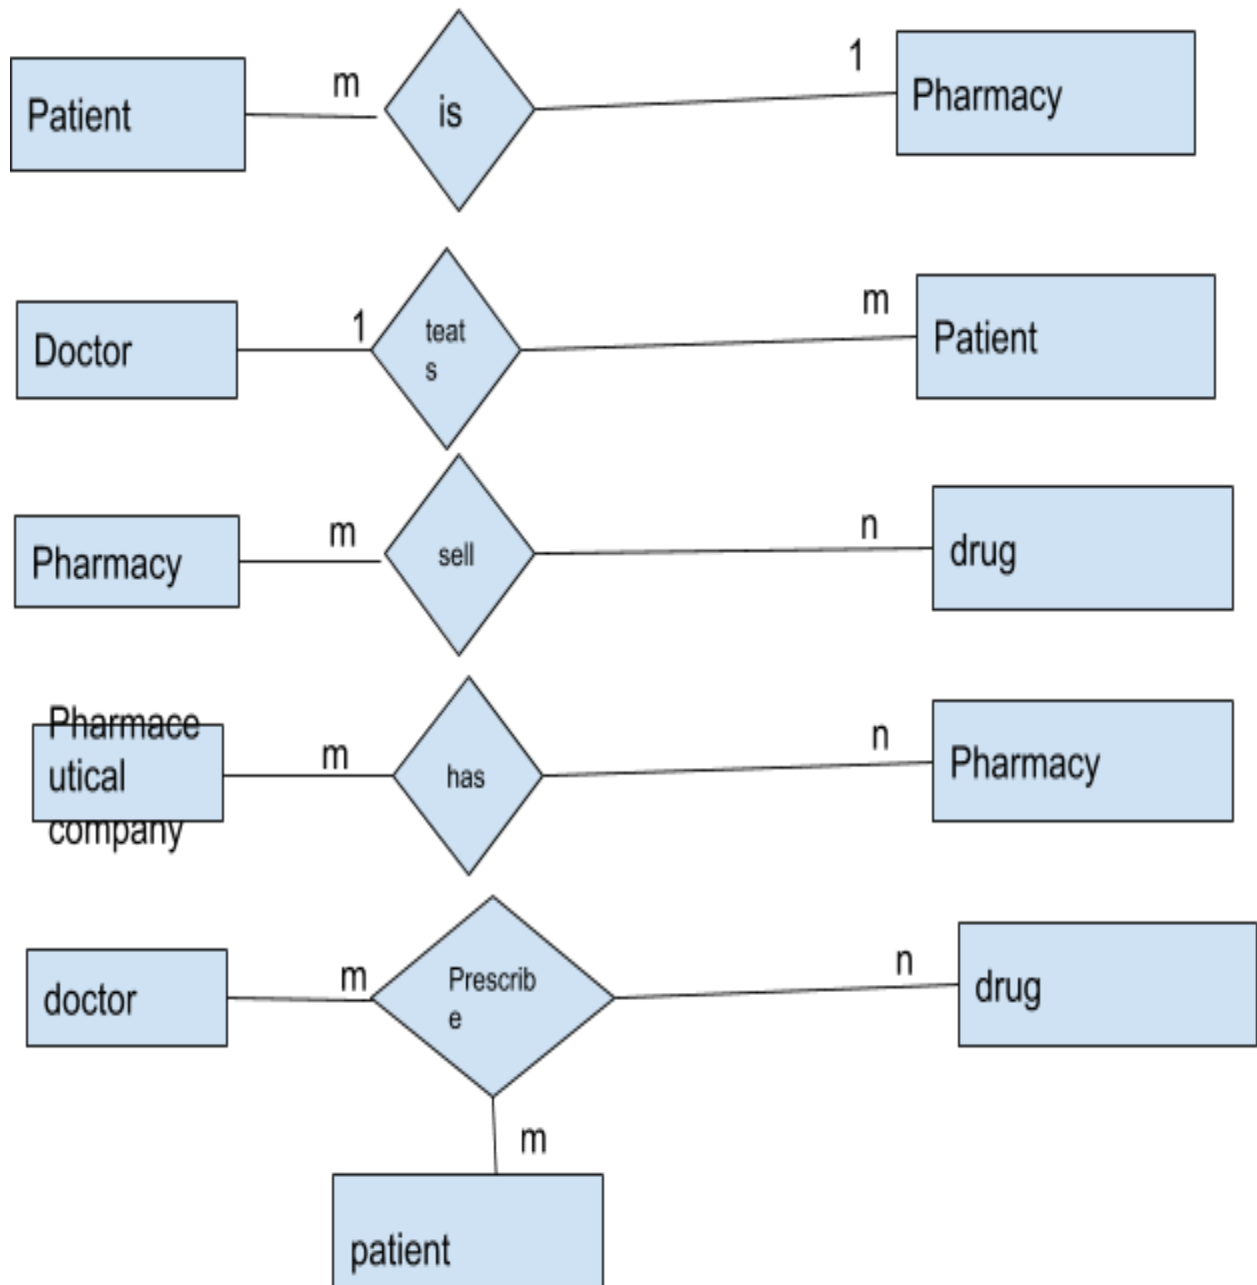 Patient
m
is
1
Pharmacy
Doctor
1
teat
s
m
Patient
Pharmacy
m
sell
n
drug
Pharmace
utical
company
m
has
n
Pharmacy
doctor
m
Prescrib
e
n
drug
m
patient